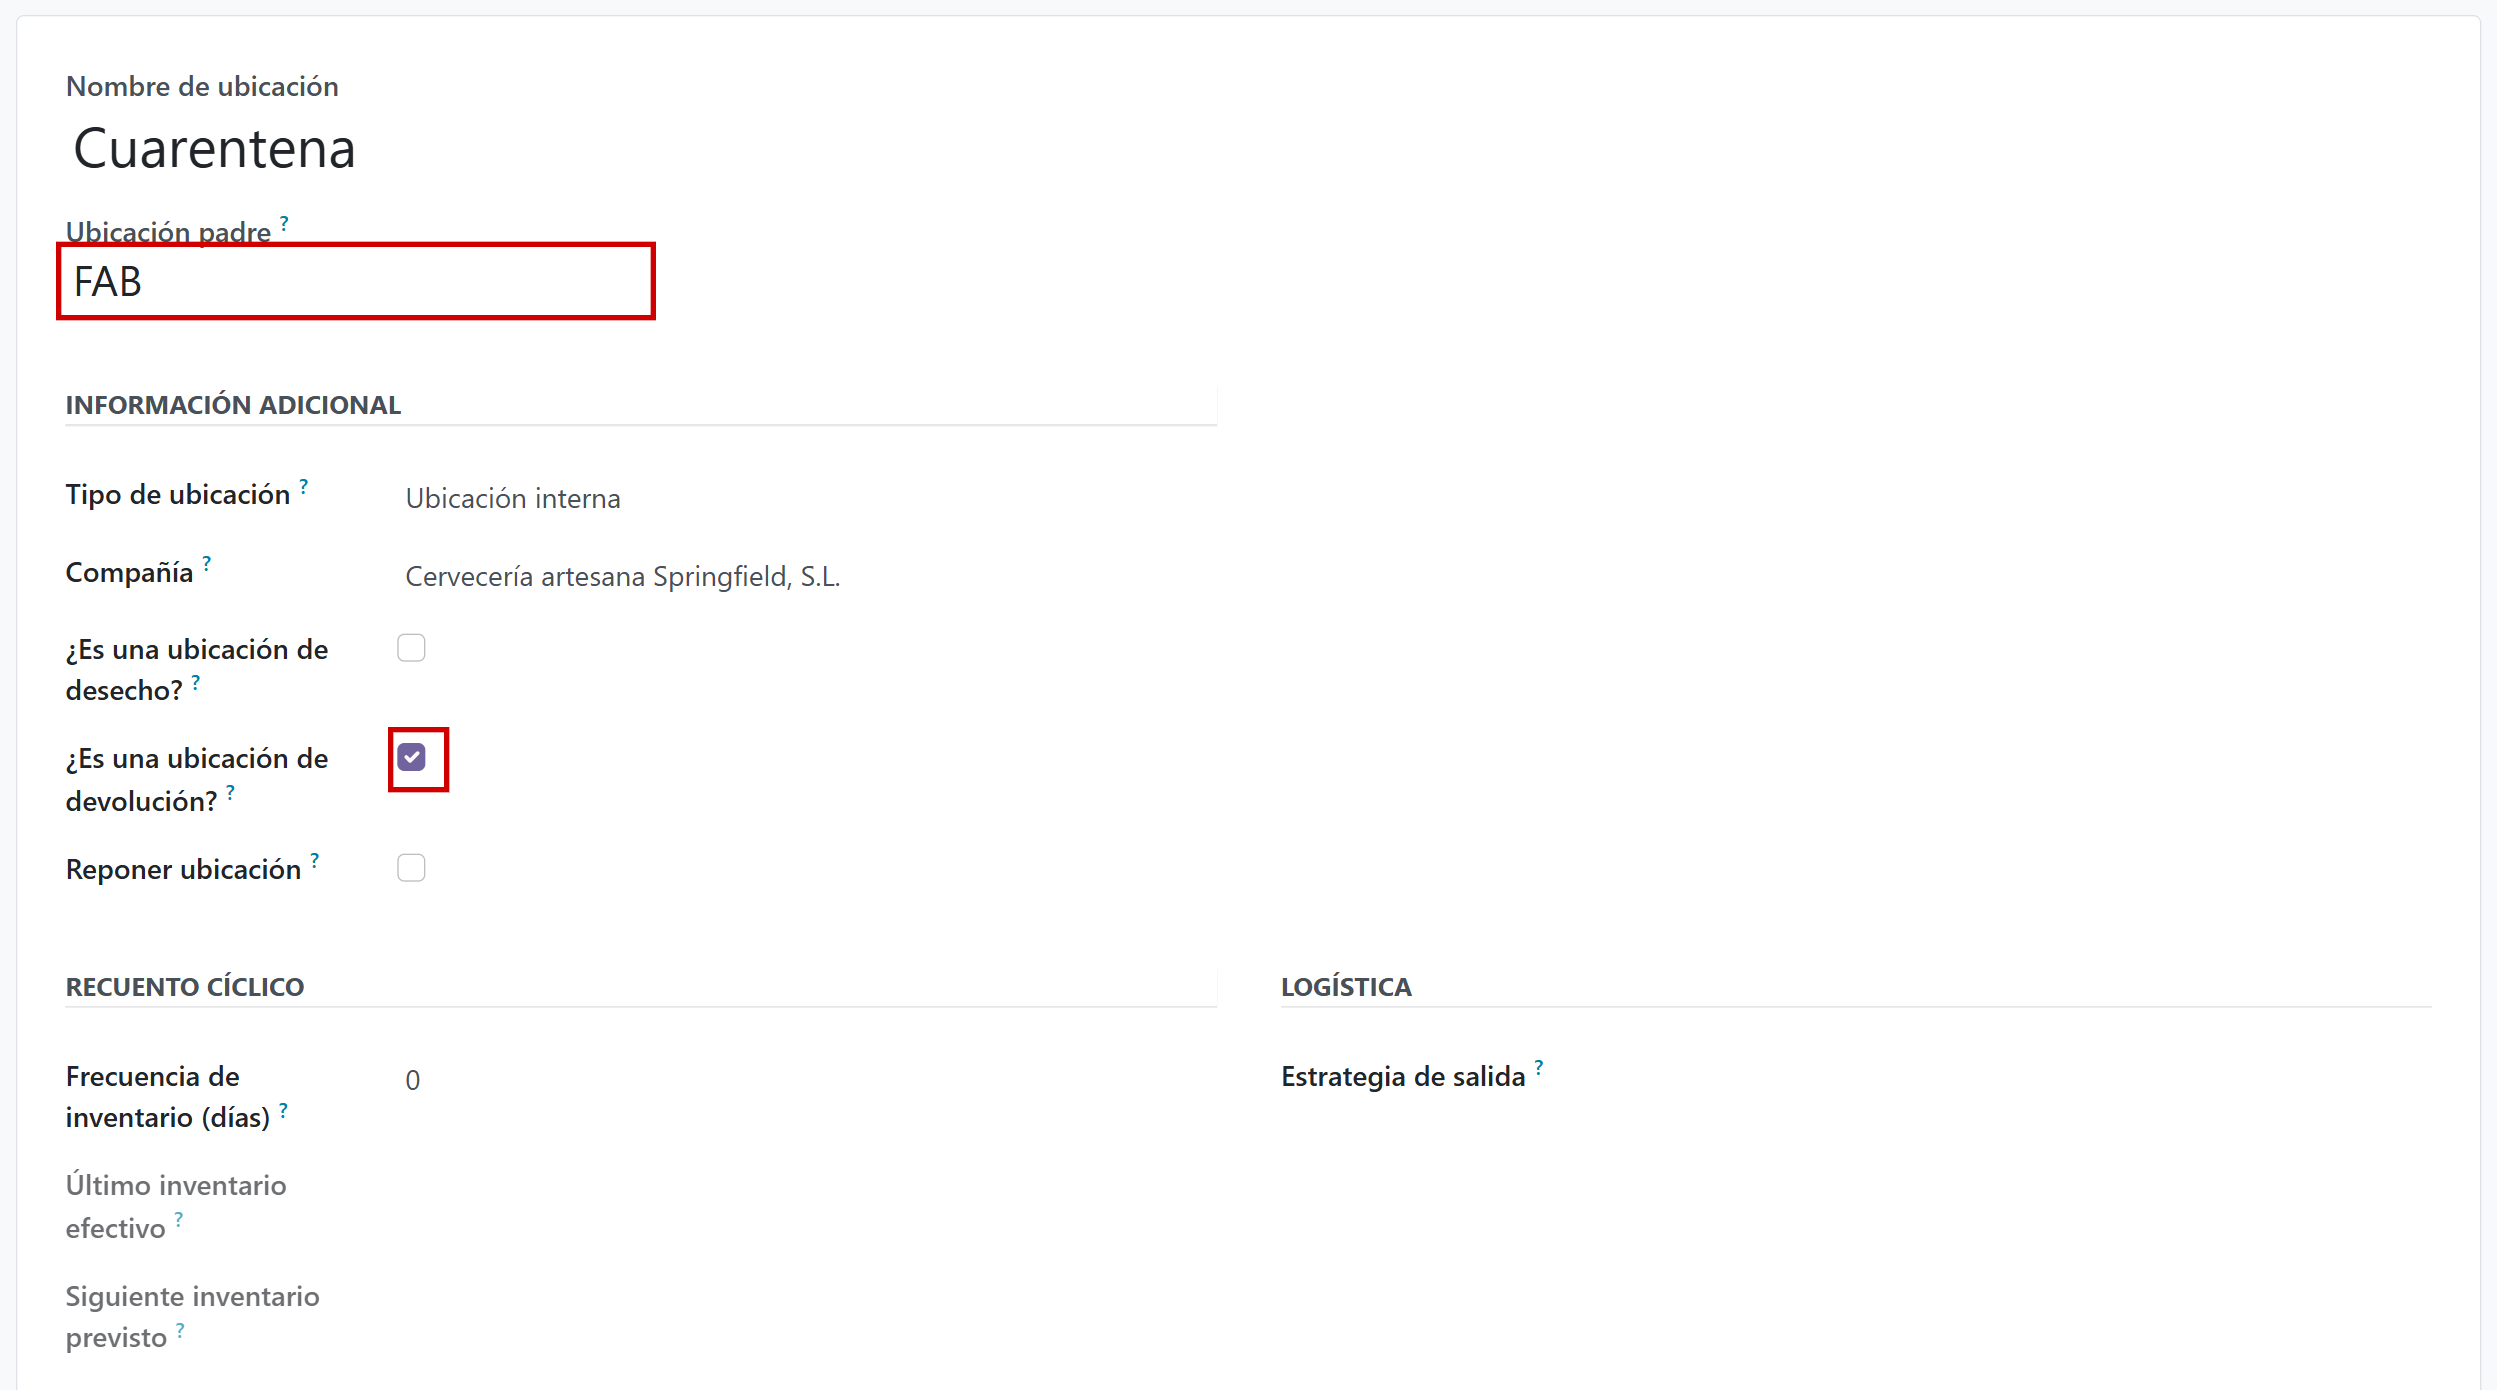 Nombre de ubicación
Cuarentena
Ubicación padre ?
FAB
INFORMACIÓN ADICIONAL
Tipo de ubicación ? Ubicación interna
Compañía ? Cervecería artesana Springfield, S.L.
¿Es una ubicación de
desecho? ?
¿Es una ubicación de
devolución? ?
Reponer ubicación ?
RECUENTO CÍCLICO
Frecuencia de 0
inventario (días) ?
Último inventario
efectivo ?
Siguiente inventario
previsto ?
LOGÍSTICA
Estrategia de salida ?